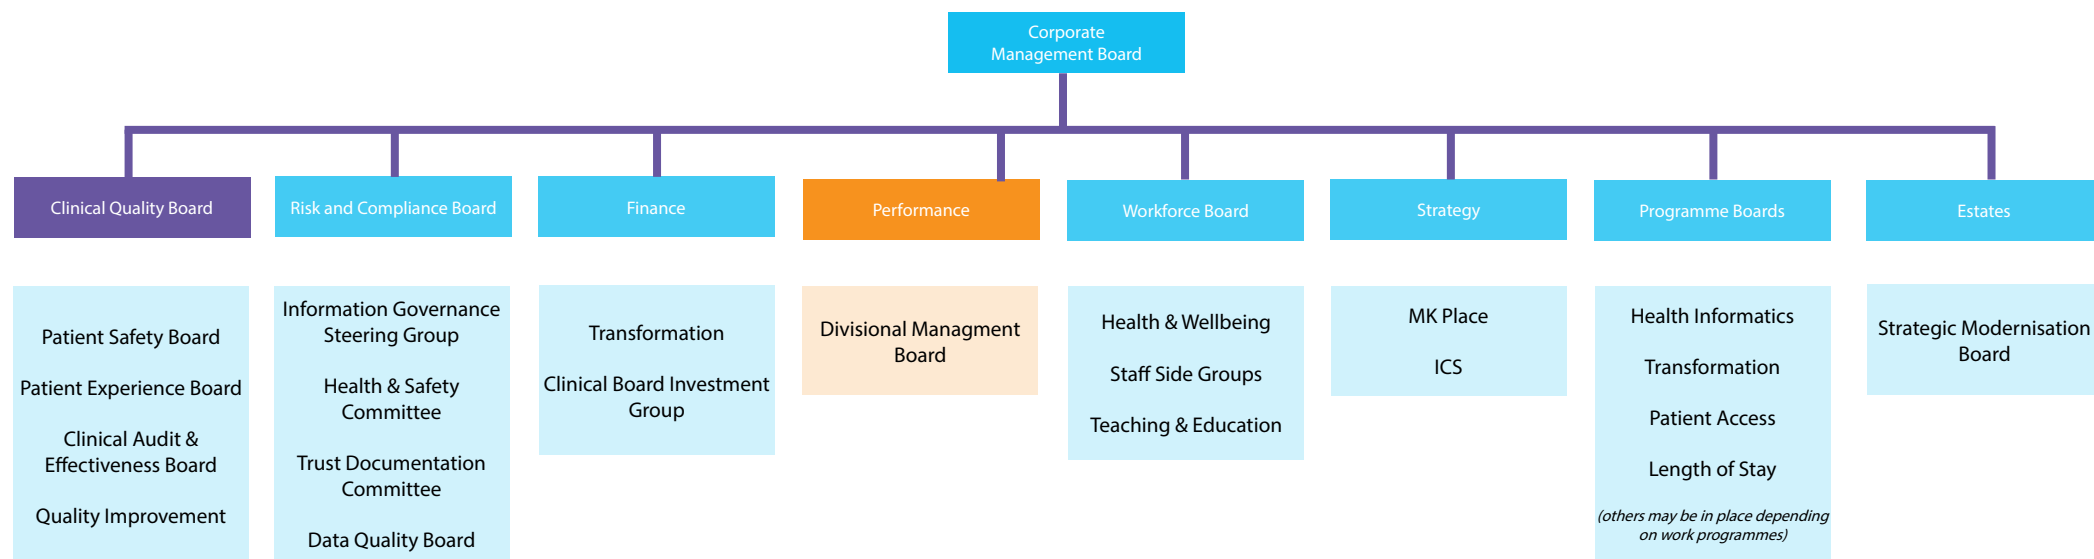 Corporate
Management Board
Clinical Quality Board
Risk and Compliance Board
Finance
Performance
Workforce Board
Strategy
Programme Boards
Estates
Patient Safety Board
Patient Experience Board
Clinical Audit &
Effectiveness Board
Quality Improvement
Information Governance
Steering Group
Health & Safety
Committee
Trust Documentation
Committee
Data Quality Board
Transformation
Clinical Board Investment
Group
Divisional Managment
Board
Health & Wellbeing
Staff Side Groups
Teaching & Education
MK Place
ICS
Health Informatics
Transformation
Patient Access
Length of Stay
(others may be in place depending
on work programmes)
Strategic Modernisation
Board